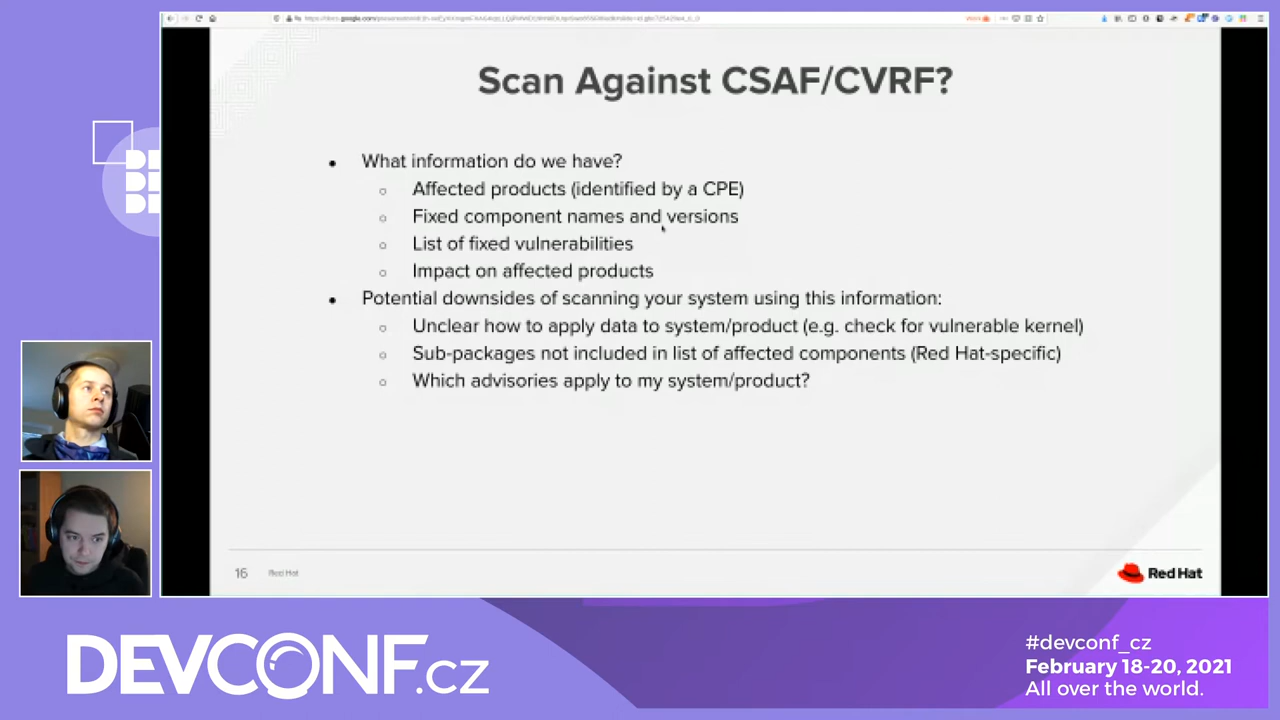 Scan Against CSAF/CVRF?
What information do we have?
Affected products (identified by a CPE)
Fixed component names and versions
List of fixed vulnerabilities
Impact on affected products
Potential downsides of scanning your system using this information:
Unclear how to apply data to system/product (e.g. check for vulnerable kernel)
Sub-packages not included in list of affected components (Red Hat-specific)
Which advisories apply to my system/product?
16 Red Hat
Red Hat
DEVCONF.cz
#devconf_cz
February 18-20, 2021
All over the world.